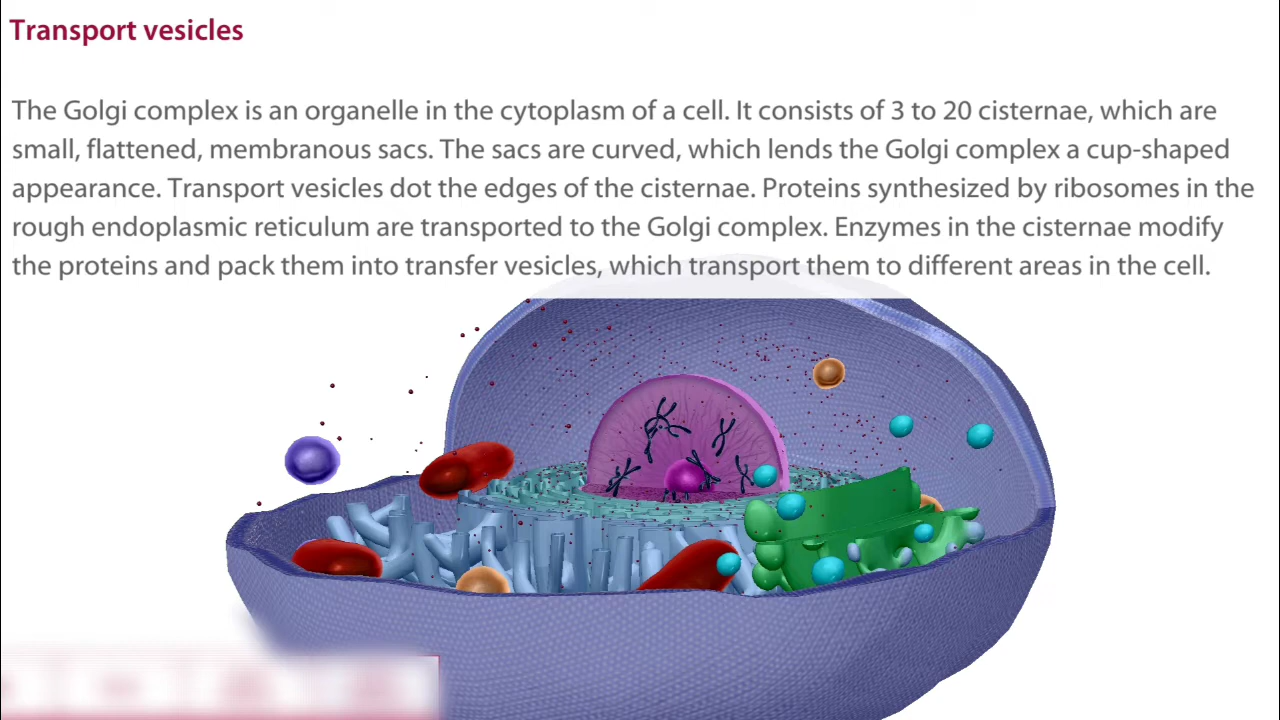 Transport vesicles
The Golgi complex is an organelle in the cytoplasm of a cell. It consists of 3 to 20 cisternae, which are
small, flattened, membranous sacs. The sacs are curved, which lends the Golgi complex a cup-shaped
appearance. Transport vesicles dot the edges of the cisternae. Proteins synthesized by ribosomes in the
rough endoplasmic reticulum are transported to the Golgi complex. Enzymes in the cisternae modify
the proteins and pack them into transfer vesicles, which transport them to different areas in the cell.